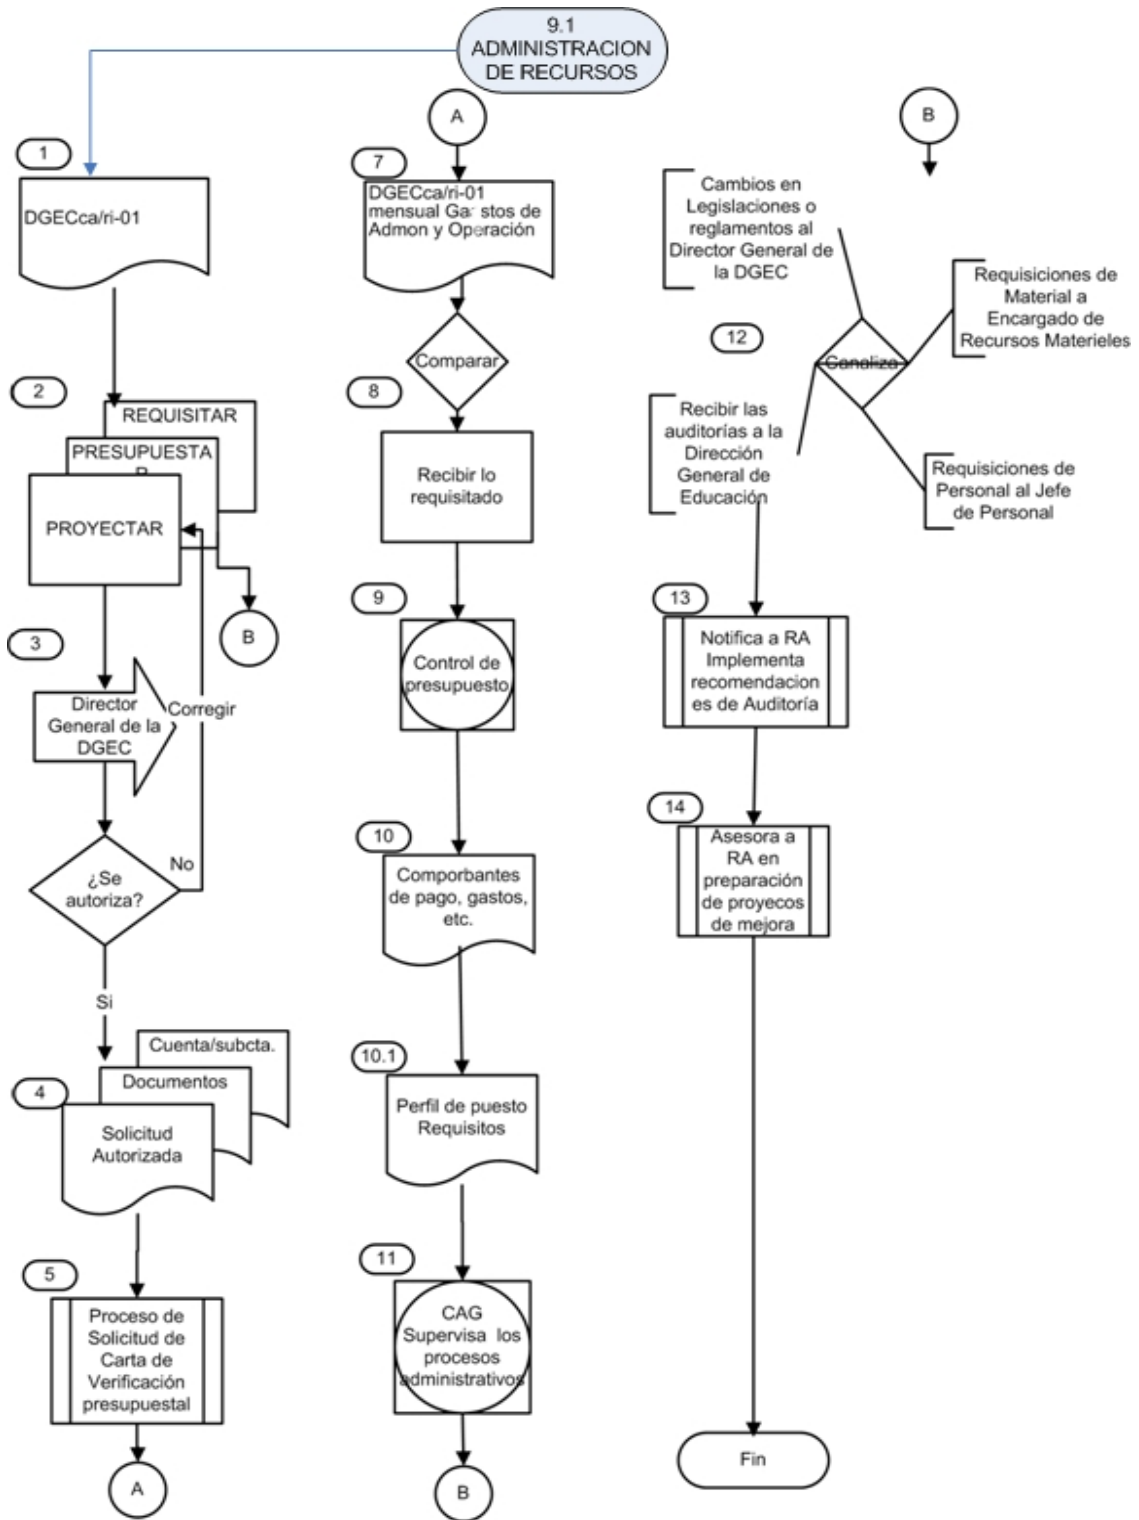 9.1
ADMINISTRACION
DE RECURSOS
1
DGECca/ri-01
2
REQUISITAR
PRESUPUESTA
R
PROYECTAR
B
3
Director
General de la
DGEC
Corregir
¿Se
autoriza?
No
Si
Cuenta/subcta.
Documentos
4
Solicitud
Autorizada
5
Proceso de
Solicitud de
Carta de
Verificación
presupuestal
A
A
7
DGECca/ri-01
mensual Gastos de
Admon y Operación
Comparar
8
Recibir lo
requisitado
9
Control de
presupuesto
10
Comporbantes
de pago, gastos,
etc.
10.1
Perfil de puesto
Requisitos
11
CAG
Supervisa los
procesos
administrativos
B
B
Cambios en
Legislaciones o
reglamentos al
Director General de
la DGEC
Requisiciones de
Material a
Encargado de
Recursos Materieles
12
Canaliza
Recibir las
auditorías a la
Dirección
General de
Educación
Requisiciones de
Personal al Jefe
de Personal
13
Notifica a RA
Implementa
recomendacion
es de Auditoría
14
Asesora a
RA en
preparación
de proyecos
de mejora
Fin